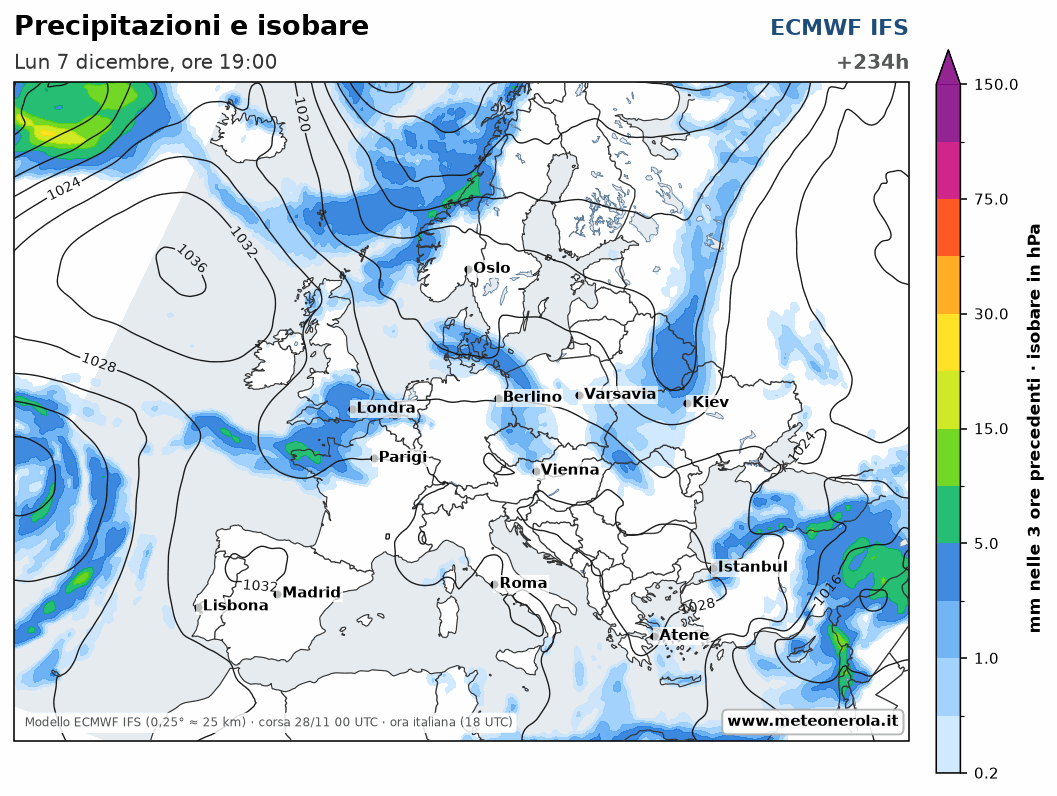 Precipitazioni e isobare
ECMWF IFS
Lun 7 dicembre, ore 19:00
+234h
150.0
1020
75.0
1024
1032
1036
Oslo
30.0
1028
Berlino
Varsavia
Kiev
Londra
15.0
1024
Parigi
Vienna
5.0
Istanbul
Roma
1032
Madrid
1016
Lisbona
1028
Atene
1.0
mm nelle 3 ore precedenti · isobare in hPa
Modello ECMWF IFS (0,25° ≈ 25 km) · corsa 28/11 00 UTC · ora italiana (18 UTC)
www.meteonerola.it
0.2